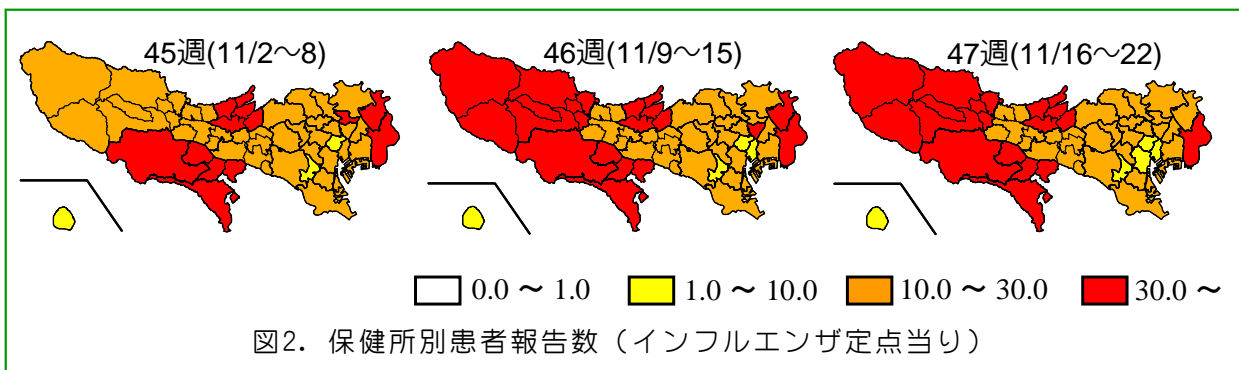 45週(11/2～8)
46週(11/9～15)
47週(11/16～22)
0.0 ～ 1.0
1.0 ～ 10.0
10.0 ～ 30.0
30.0 ～
図2. 保健所別患者報告数（インフルエンザ定点当り）